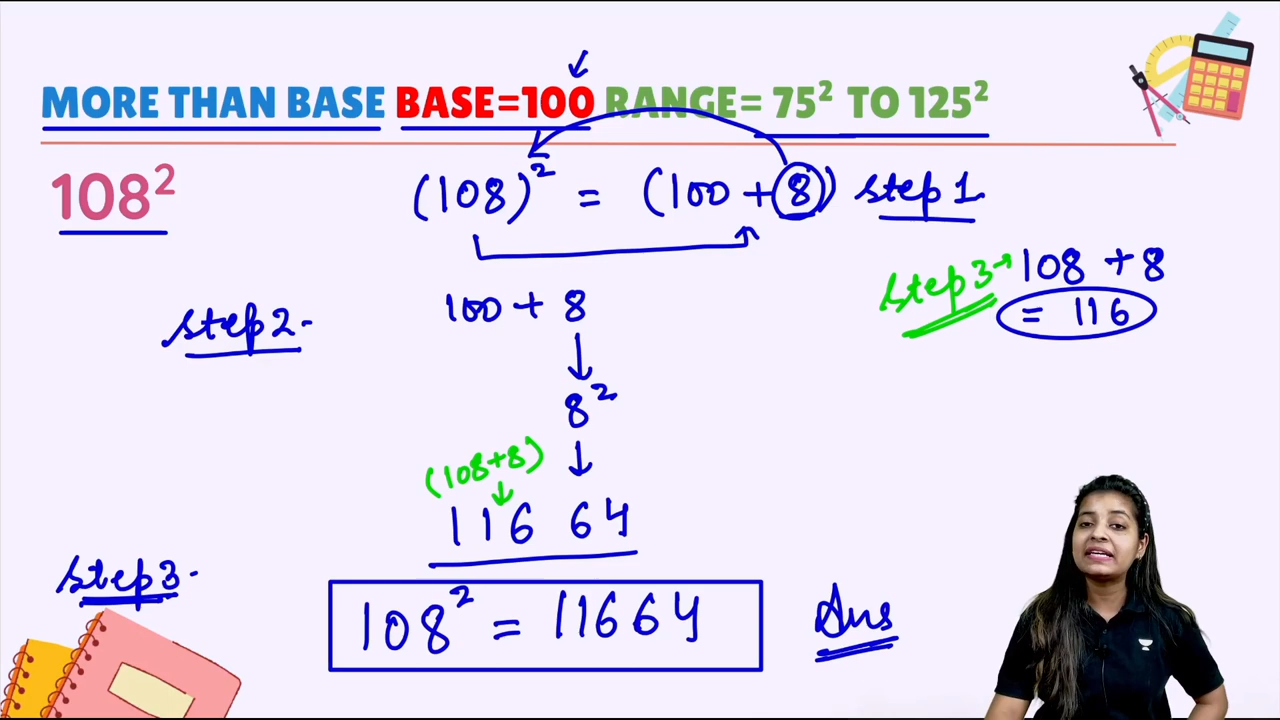 MORE THAN BASE BASE=100 RANGE= 75² TO 125²
108²
(108)² = (100 + 8) step 1
step 3 → 108 + 8
= 116
step 2.
100 + 8
8²
(108+8)
116 64
step 3.
108² = 11664 Ans